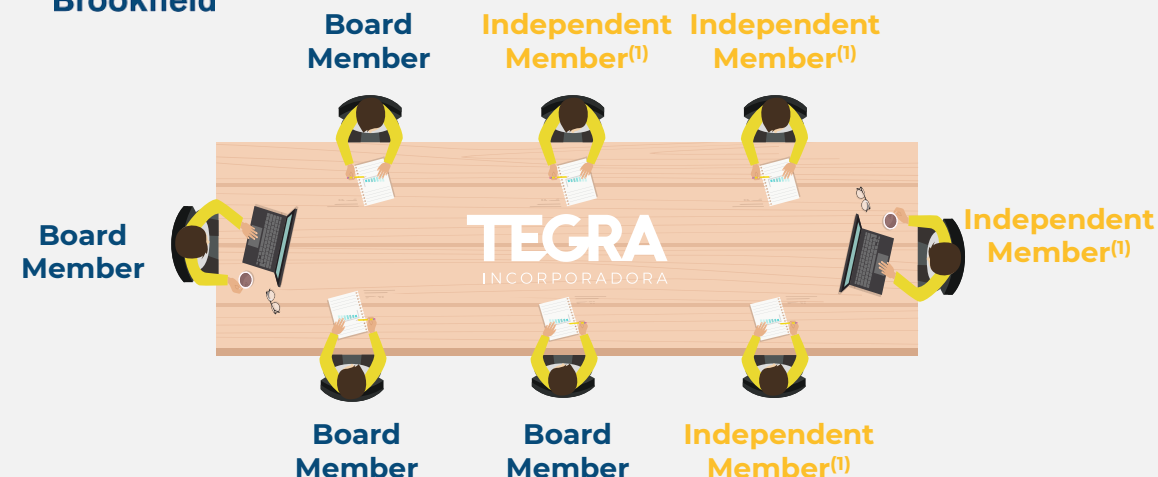 Brookfield
Board
Member
Independent
Member(1)
Independent
Member(1)
Board
Member
TEGRA
INCORPORADORA
Independent
Member(1)
Board
Member
Board
Member
Independent
Member(1)